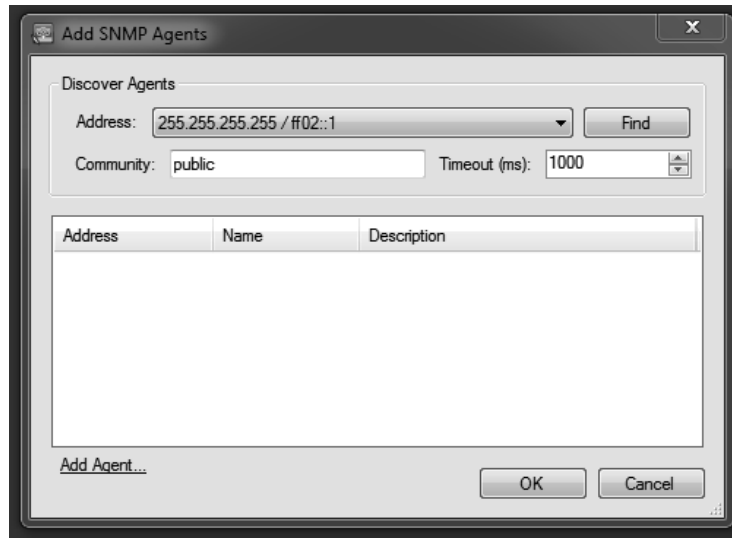 Add SNMP Agents
Discover Agents
Address: 255.255.255.255 / ff02::1 Find
Community: public Timeout (ms): 1000
Address Name Description
Add Agent...
OK Cancel